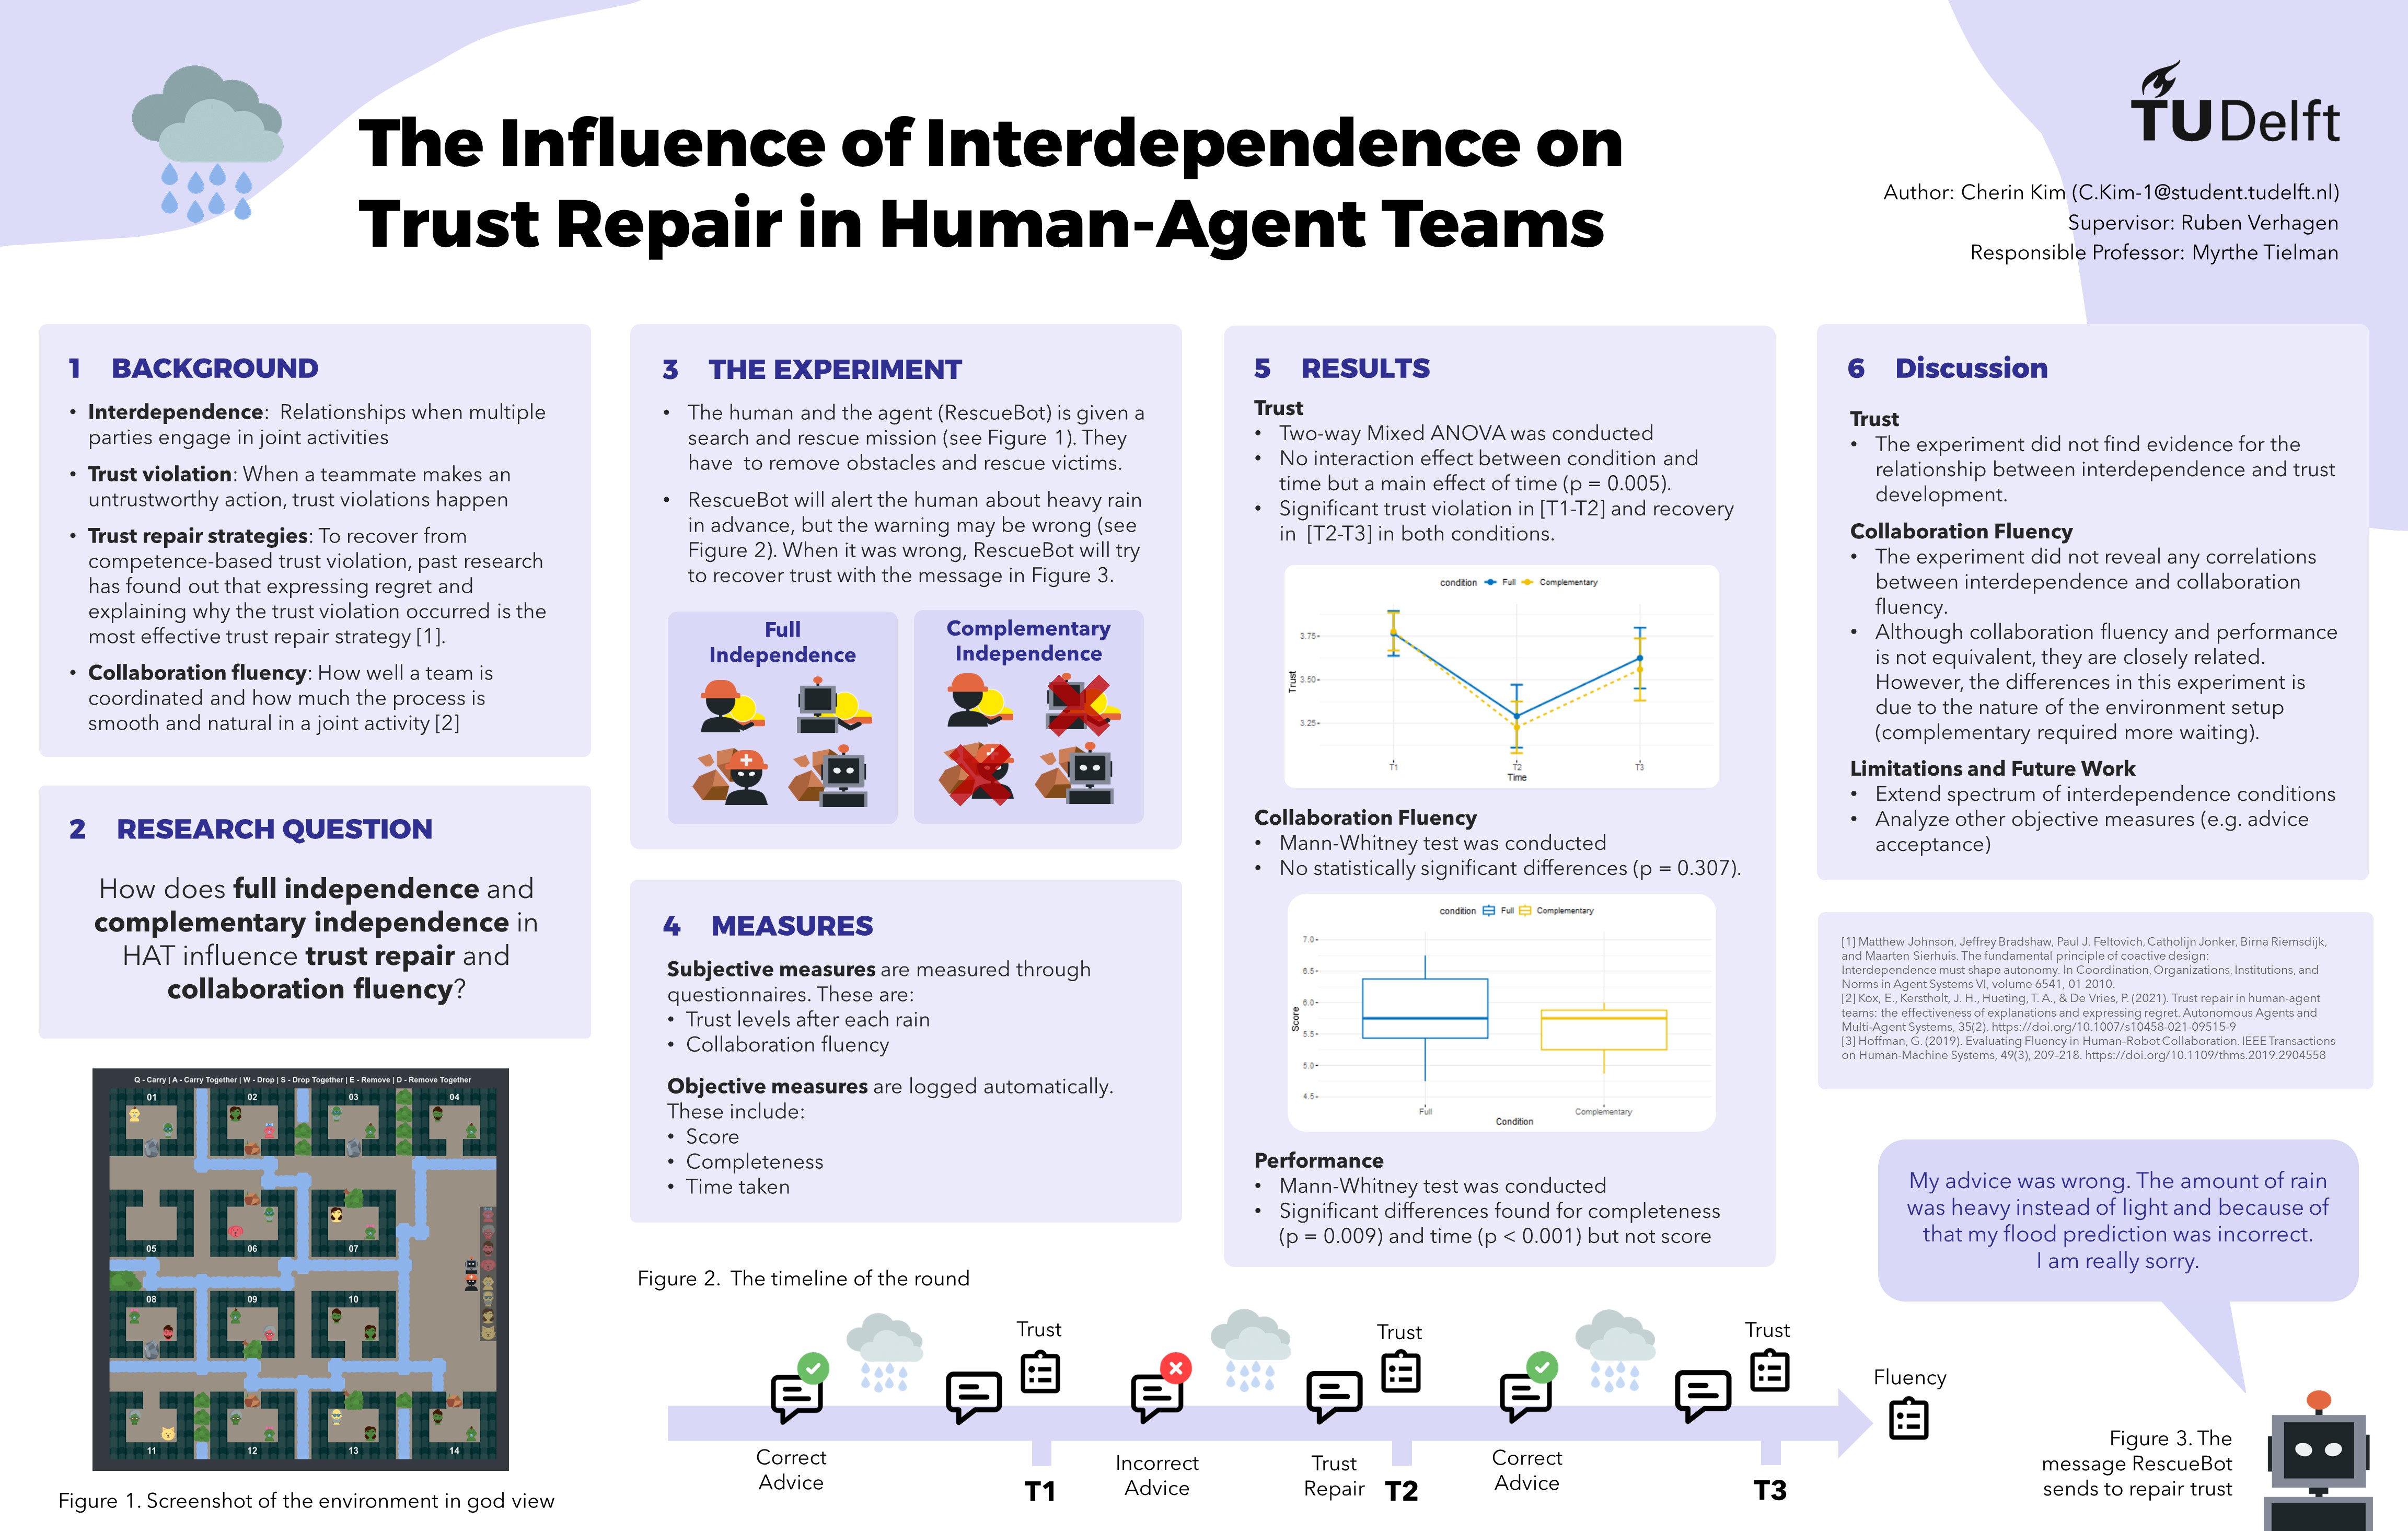 The Influence of Interdependence on
Trust Repair in Human-Agent Teams
TU Delft
Author: Cherin Kim (C.Kim-1@student.tudelft.nl)
Supervisor: Ruben Verhagen
Responsible Professor: Myrthe Tielman
1 BACKGROUND
• Interdependence: Relationships when multiple
parties engage in joint activities
• Trust violation: When a teammate makes an
untrustworthy action, trust violations happen
• Trust repair strategies: To recover from
competence-based trust violation, past research
has found out that expressing regret and
explaining why the trust violation occurred is the
most effective trust repair strategy [1].
• Collaboration fluency: How well a team is
coordinated and how much the process is
smooth and natural in a joint activity [2]
2 RESEARCH QUESTION
How does full independence and
complementary independence in
HAT influence trust repair and
collaboration fluency?
Q - Carry | A - Carry Together | W - Drop | S - Drop Together | E - Remove | D - Remove Together
01 02 03 04
05 06 07
08 09 10
11 12 13 14
Figure 1. Screenshot of the environment in god view
3 THE EXPERIMENT
• The human and the agent (RescueBot) is given a
search and rescue mission (see Figure 1). They
have to remove obstacles and rescue victims.
• RescueBot will alert the human about heavy rain
in advance, but the warning may be wrong (see
Figure 2). When it was wrong, RescueBot will try
to recover trust with the message in Figure 3.
Full
Independence
Complementary
Independence
4 MEASURES
Subjective measures are measured through
questionnaires. These are:
• Trust levels after each rain
• Collaboration fluency
Objective measures are logged automatically.
These include:
• Score
• Completeness
• Time taken
5 RESULTS
Trust
• Two-way Mixed ANOVA was conducted
• No interaction effect between condition and
time but a main effect of time (p = 0.005).
• Significant trust violation in [T1-T2] and recovery
in [T2-T3] in both conditions.
condition Full Complementary
3.75
3.50
3.25
Trust
T1 T2 T3
Time
Collaboration Fluency
• Mann-Whitney test was conducted
• No statistically significant differences (p = 0.307).
condition Full Complementary
7.0
6.5
6.0
5.5
5.0
4.5
Score
Full Complementary
Condition
Performance
• Mann-Whitney test was conducted
• Significant differences found for completeness
(p = 0.009) and time (p < 0.001) but not score
6 Discussion
Trust
• The experiment did not find evidence for the
relationship between interdependence and trust
development.
Collaboration Fluency
• The experiment did not reveal any correlations
between interdependence and collaboration
fluency.
• Although collaboration fluency and performance
is not equivalent, they are closely related.
However, the differences in this experiment is
due to the nature of the environment setup
(complementary required more waiting).
Limitations and Future Work
• Extend spectrum of interdependence conditions
• Analyze other objective measures (e.g. advice
acceptance)
[1] Matthew Johnson, Jeffrey Bradshaw, Paul J. Feltovich, Catholijn Jonker, Birna Riemsdijk,
and Maarten Sierhuis. The fundamental principle of coactive design:
Interdependence must shape autonomy. In Coordination, Organizations, Institutions, and
Norms in Agent Systems VI, volume 6541, 01 2010.
[2] Kox, E., Kerstholt, J. H., Hueting, T. A., & De Vries, P. (2021). Trust repair in human-agent
teams: the effectiveness of explanations and expressing regret. Autonomous Agents and
Multi-Agent Systems, 35(2). https://doi.org/10.1007/s10458-021-09515-9
[3] Hoffman, G. (2019). Evaluating Fluency in Human–Robot Collaboration. IEEE Transactions
on Human-Machine Systems, 49(3), 209–218. https://doi.org/10.1109/thms.2019.2904558
My advice was wrong. The amount of rain
was heavy instead of light and because of
that my flood prediction was incorrect.
I am really sorry.
Figure 3. The
message RescueBot
sends to repair trust
Figure 2. The timeline of the round
Trust Trust Trust
Fluency
Correct
Advice
T1
Incorrect
Advice
Trust
Repair
T2
Correct
Advice
T3